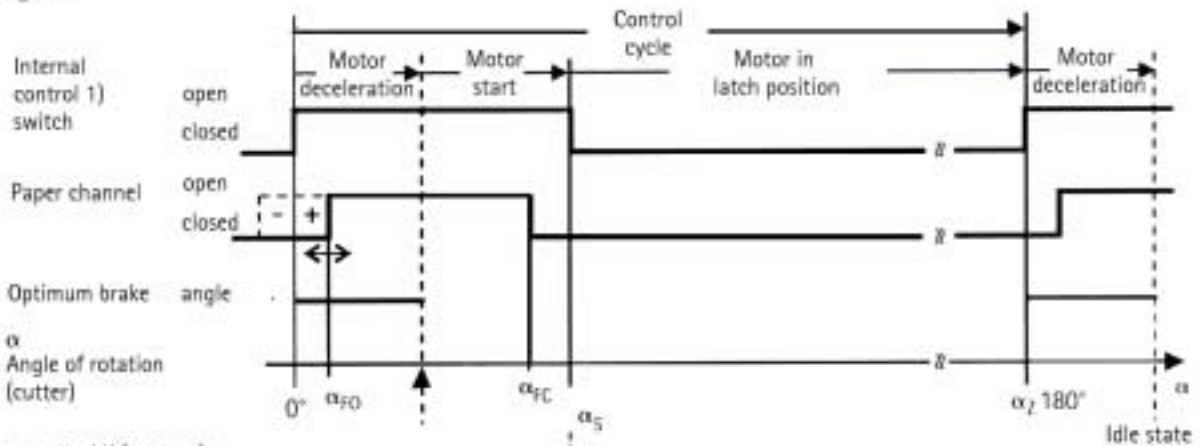 Control
cycle
Motor
deceleration
Motor
start
Motor in
latch position
Motor
deceleration
Internal
control 1)
switch
open
closed
Paper channel
open
closed
- +
Optimum brake angle
α
Angle of rotation
(cutter)
0°
αFO
αFC
αS
αZ 180°
α
Idle state